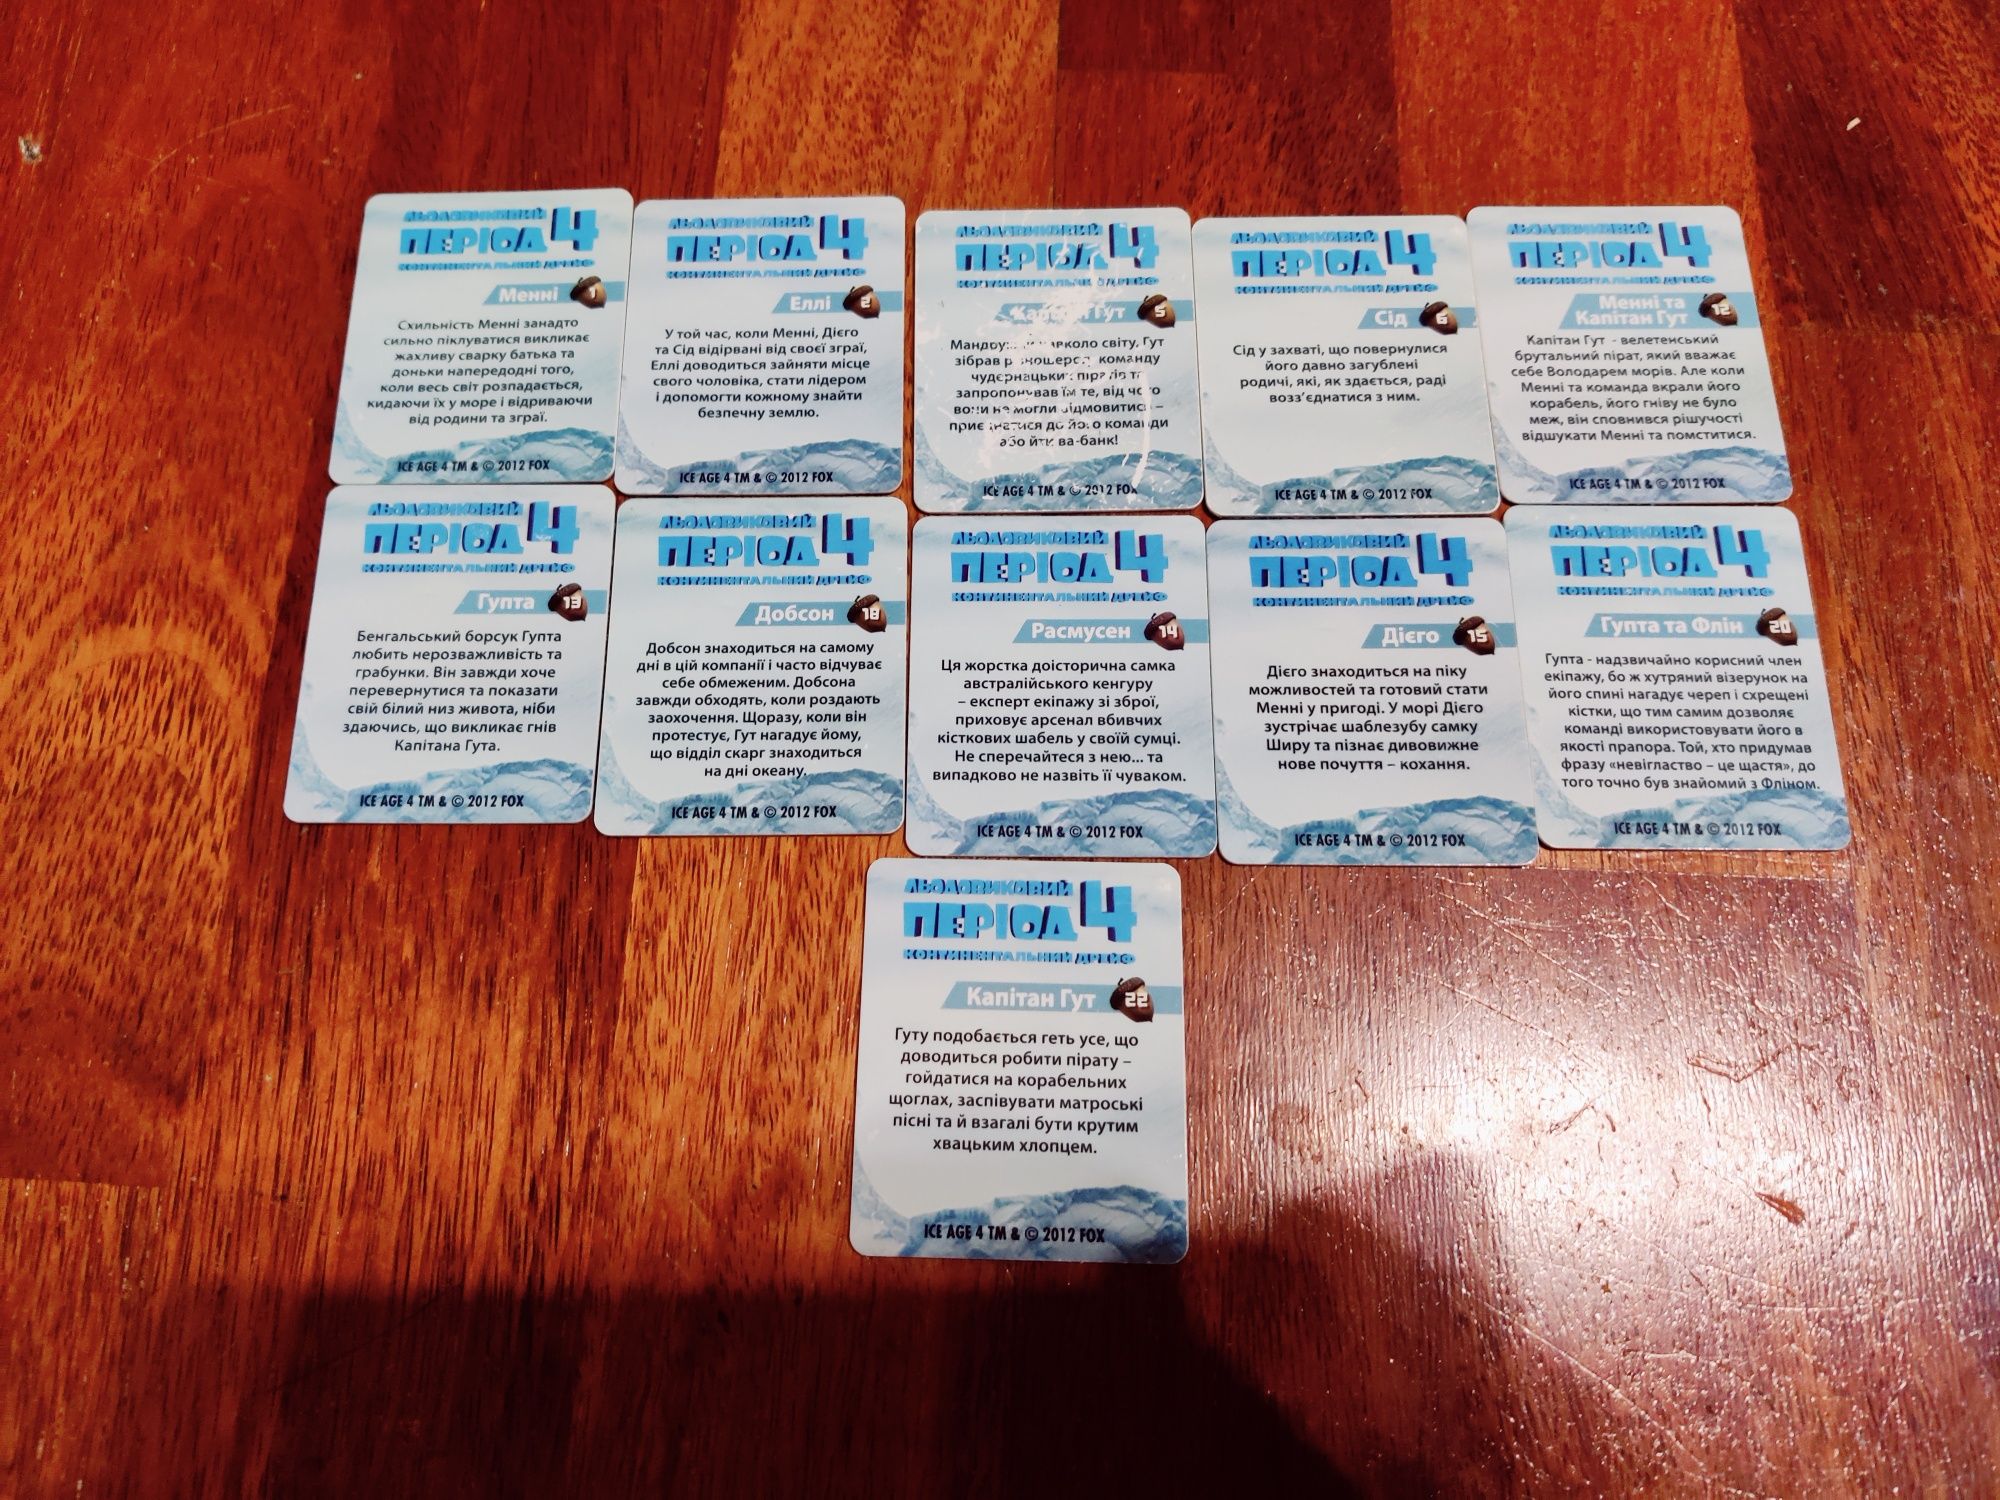 ЛЬОДОВИКОВИЙ
ПЕРІОД 4
КОНТИНЕНТАЛЬНИЙ ДРЕЙФ
Менні 1
Схильність Менні занадто
сильно піклуватися викликає
жахливу сварку батька та
доньки напередодні того,
коли весь світ розпадається,
кидаючи їх у море і відриваючи
від родини та зграї.
ICE AGE 4 TM & © 2012 FOX
ЛЬОДОВИКОВИЙ
ПЕРІОД 4
КОНТИНЕНТАЛЬНИЙ ДРЕЙФ
Еллі 2
У той час, коли Менні, Дієго
та Сід відірвані від своєї зграї,
Еллі доводиться зайняти місце
свого чоловіка, стати лідером
і допомогти кожному знайти
безпечну землю.
ICE AGE 4 TM & © 2012 FOX
ЛЬОДОВИКОВИЙ
ПЕРІОД 4
КОНТИНЕНТАЛЬНИЙ ДРЕЙФ
Капітан Гут 5
Мандруючи навколо світу, Гут
зібрав різношерсту команду
чудернацьких піратів та
запропонував їм те, від чого
вони не могли відмовитися –
приєднатися до його команди
або йти ва-банк!
ICE AGE 4 TM & © 2012 FOX
ЛЬОДОВИКОВИЙ
ПЕРІОД 4
КОНТИНЕНТАЛЬНИЙ ДРЕЙФ
Сід 6
Сід у захваті, що повернулися
його давно загублені
родичі, які, як здається, раді
возз'єднатися з ним.
ICE AGE 4 TM & © 2012 FOX
ЛЬОДОВИКОВИЙ
ПЕРІОД 4
КОНТИНЕНТАЛЬНИЙ ДРЕЙФ
Менні та
Капітан Гут 12
Капітан Гут - велетенський
брутальний пірат, який вважає
себе Володарем морів. Але коли
Менні та команда вкрали його
корабель, його гніву не було
меж, він сповнився рішучості
відшукати Менні та помститися.
ICE AGE 4 TM & © 2012 FOX
ЛЬОДОВИКОВИЙ
ПЕРІОД 4
КОНТИНЕНТАЛЬНИЙ ДРЕЙФ
Гупта 13
Бенгальський борсук Гупта
любить нерозважливість та
грабунки. Він завжди хоче
перевернутися та показати
свій білий низ живота, ніби
здаючись, що викликає гнів
Капітана Гута.
ICE AGE 4 TM & © 2012 FOX
ЛЬОДОВИКОВИЙ
ПЕРІОД 4
КОНТИНЕНТАЛЬНИЙ ДРЕЙФ
Добсон 18
Добсон знаходиться на самому
дні в цій компанії і часто відчуває
себе обмеженим. Добсона
завжди обходять, коли роздають
заохочення. Щоразу, коли він
протестує, Гут нагадує йому,
що відділ скарг знаходиться
на дні океану.
ICE AGE 4 TM & © 2012 FOX
ЛЬОДОВИКОВИЙ
ПЕРІОД 4
КОНТИНЕНТАЛЬНИЙ ДРЕЙФ
Расмусен 14
Ця жорстка доісторична самка
австралійського кенгуру
– експерт екіпажу зі зброї,
приховує арсенал вбивчих
кісткових шабель у своїй сумці.
Не сперечайтеся з нею... та
випадково не назвіть її чуваком.
ICE AGE 4 TM & © 2012 FOX
ЛЬОДОВИКОВИЙ
ПЕРІОД 4
КОНТИНЕНТАЛЬНИЙ ДРЕЙФ
Дієго 15
Дієго знаходиться на піку
можливостей та готовий стати
Менні у пригоді. У морі Дієго
зустрічає шаблезубу самку
Ширу та пізнає дивовижне
нове почуття – кохання.
ICE AGE 4 TM & © 2012 FOX
ЛЬОДОВИКОВИЙ
ПЕРІОД 4
КОНТИНЕНТАЛЬНИЙ ДРЕЙФ
Гупта та Флін 20
Гупта - надзвичайно корисний член
екіпажу, бо ж хутряний візерунок на
його спині нагадує череп і схрещені
кістки, що тим самим дозволяє
команді використовувати його в
якості прапора. Той, хто придумав
фразу «невігластво – це щастя», до
того точно був знайомий з Фліном.
ICE AGE 4 TM & © 2012 FOX
ЛЬОДОВИКОВИЙ
ПЕРІОД 4
КОНТИНЕНТАЛЬНИЙ ДРЕЙФ
Капітан Гут 22
Гуту подобається геть усе, що
доводиться робити пірату –
гойдатися на корабельних
щоглах, заспівувати матроські
пісні та й взагалі бути крутим
хвацьким хлопцем.
ICE AGE 4 TM & © 2012 FOX